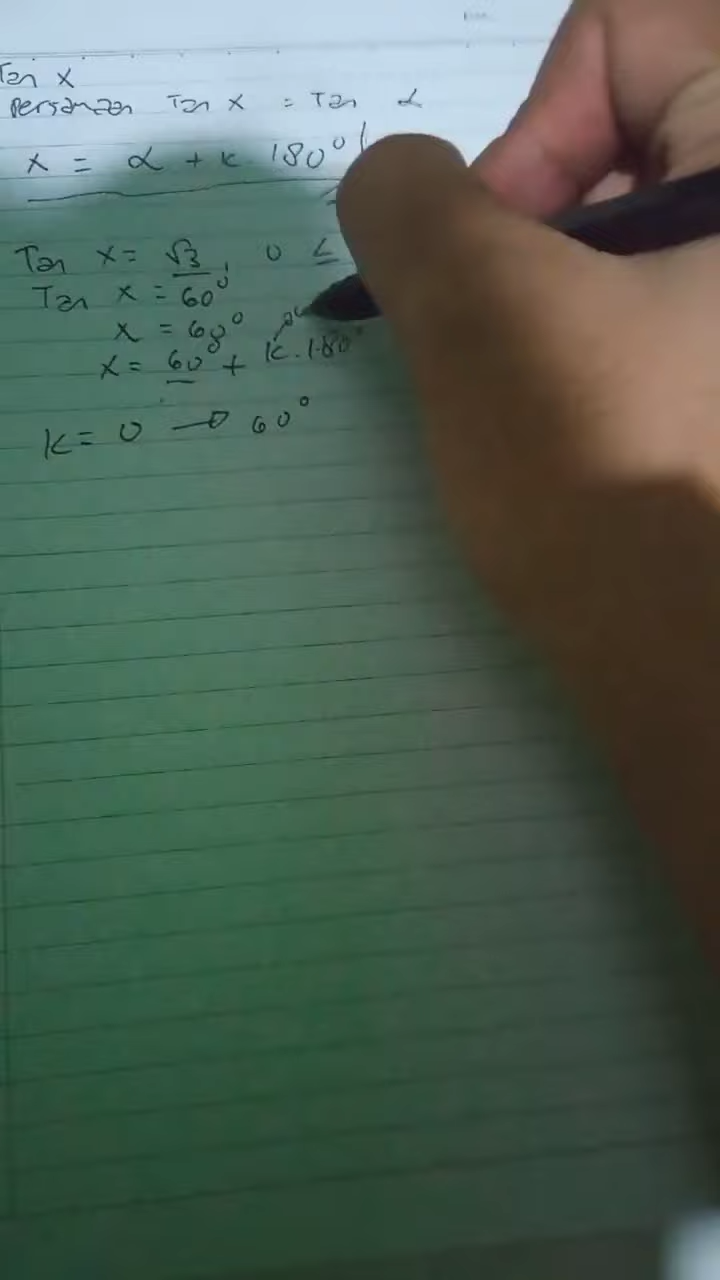 Tan x
Persamaan Tan x = Tan α
x = α + k 180°
Tan x = √3, 0 ≤
Tan x = 60°
x = 60°
x = 60° + k.180°
k = 0 → 60°